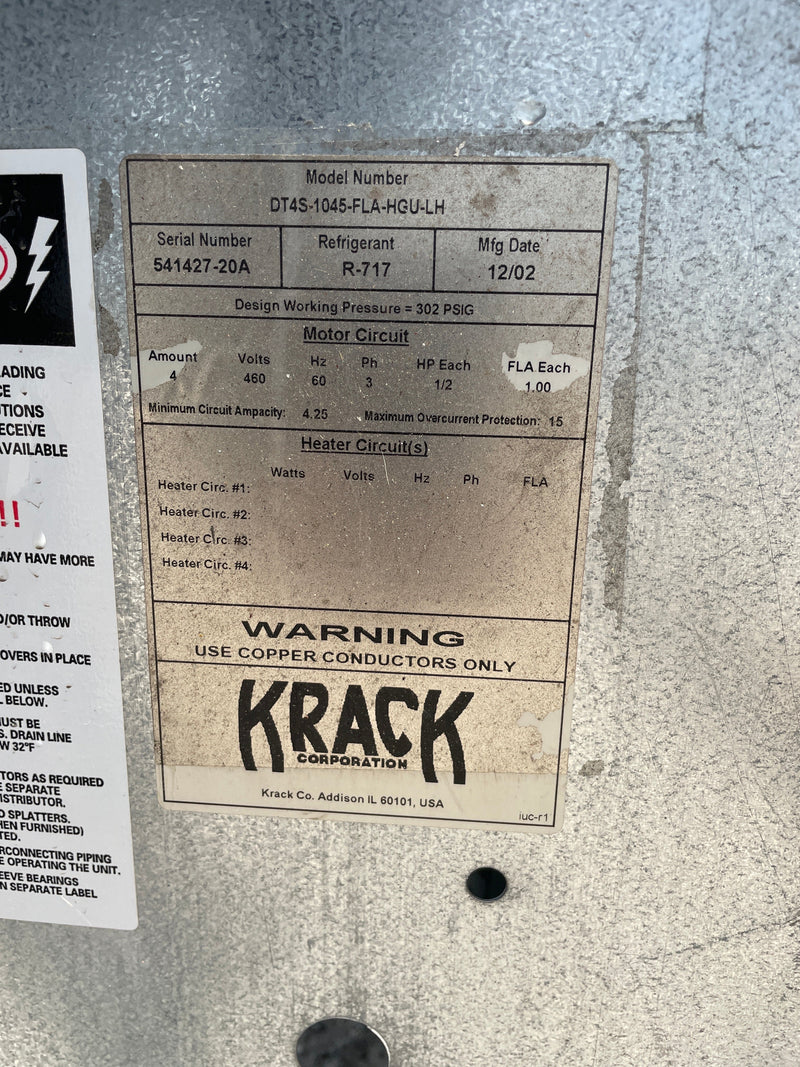 Model Number
DT4S-1045-FLA-HGU-LH
Serial Number Refrigerant Mfg Date
541427-20A R-717 12/02
Design Working Pressure = 302 PSIG
Motor Circuit
Amount Volts Hz Ph HP Each FLA Each
4 460 60 3 1/2 1.00
Minimum Circuit Ampacity: 4.25 Maximum Overcurrent Protection: 15
Heater Circuit(s)
Watts Volts Hz Ph FLA
Heater Circ. #1:
Heater Circ. #2:
Heater Circ. #3:
Heater Circ. #4:
WARNING
USE COPPER CONDUCTORS ONLY
KRACK
CORPORATION
Krack Co. Addison IL 60101, USA
iuc-r1
ADING
CE
UTIONS
ECEIVE
AVAILABLE
!!
MAY HAVE MORE
D/OR THROW
OVERS IN PLACE
ED UNLESS
BELOW.
MUST BE
S. DRAIN LINE
W 32°F
TORS AS REQUIRED
E SEPARATE
ISTRIBUTOR.
D SPLATTERS.
HEN FURNISHED)
TED.
RCONNECTING PIPING
E OPERATING THE UNIT.
EEVE BEARINGS
N SEPARATE LABEL